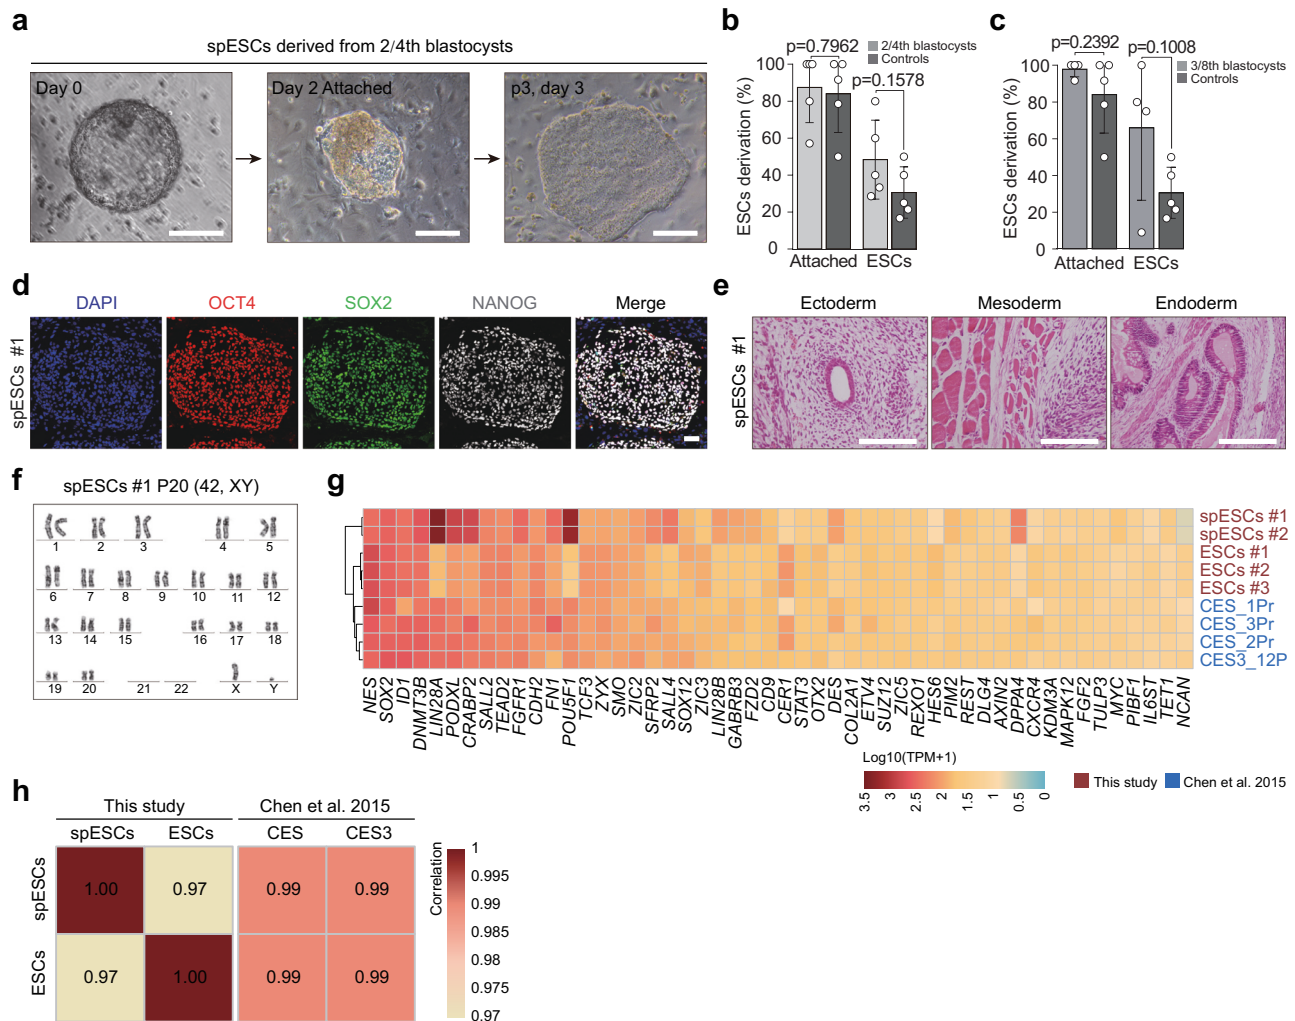 a
spESCs derived from 2/4th blastocysts
Day 0
Day 2 Attached
p3, day 3
b
ESCs derivation (%)
100
80
60
40
20
0
p=0.7962
p=0.1578
2/4th blastocysts
Controls
Attached
ESCs
c
ESCs derivation (%)
100
80
60
40
20
0
p=0.2392
p=0.1008
3/8th blastocysts
Controls
Attached
ESCs
d
DAPI
OCT4
SOX2
NANOG
Merge
spESCs #1
e
Ectoderm
Mesoderm
Endoderm
spESCs #1
f
spESCs #1 P20 (42, XY)
1 2 3 4 5
6 7 8 9 10 11 12
13 14 15 16 17 18
19 20 21 22 X Y
g
spESCs #1
spESCs #2
ESCs #1
ESCs #2
ESCs #3
CES_1Pr
CES_3Pr
CES_2Pr
CES3_12P
NES
SOX2
ID1
DNMT3B
LIN28A
PODXL
CRABP2
SALL2
TEAD2
FGFR1
CDH2
FN1
POU5F1
TCF3
ZYX
SMO
ZIC2
SFRP2
SALL4
SOX12
ZIC3
LIN28B
GABRB3
FZD2
CD9
CER1
STAT3
OTX2
DES
COL2A1
ETV4
SUZ12
ZIC5
REXO1
HES6
PIM2
REST
DLG4
AXIN2
DPPA4
CXCR4
KDM3A
MAPK12
FGF2
TULP3
MYC
PIBF1
IL6ST
TET1
NCAN
Log10(TPM+1)
3.5
3
2.5
2
1.5
1
0.5
0
This study
Chen et al. 2015
h
This study
Chen et al. 2015
spESCs
ESCs
CES
CES3
spESCs
1.00
0.97
0.99
0.99
ESCs
0.97
1.00
0.99
0.99
Correlation
1
0.995
0.99
0.985
0.98
0.975
0.97